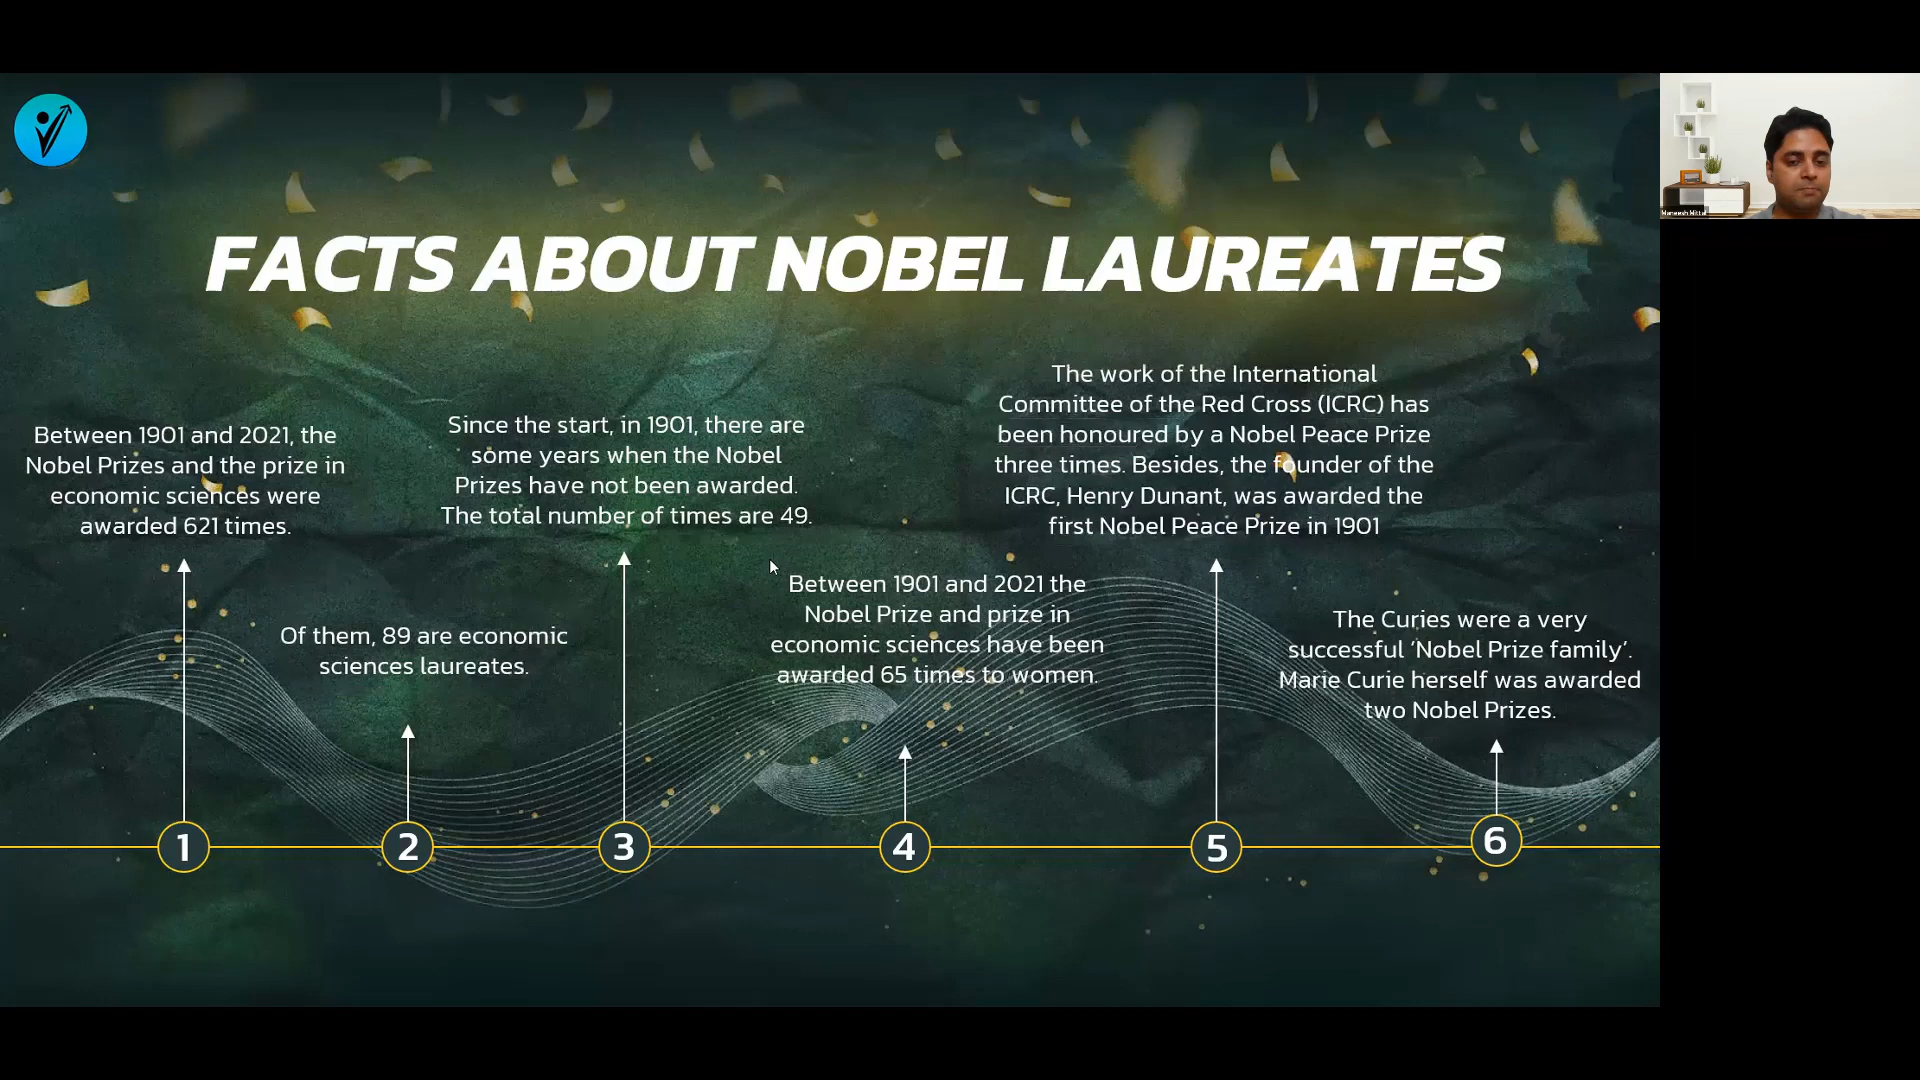 FACTS ABOUT NOBEL LAUREATES
Between 1901 and 2021, the
Nobel Prizes and the prize in
economic sciences were
awarded 621 times.
Of them, 89 are economic
sciences laureates.
Since the start, in 1901, there are
some years when the Nobel
Prizes have not been awarded.
The total number of times are 49.
Between 1901 and 2021 the
Nobel Prize and prize in
economic sciences have been
awarded 65 times to women.
The work of the International
Committee of the Red Cross (ICRC) has
been honoured by a Nobel Peace Prize
three times. Besides, the founder of the
ICRC, Henry Dunant, was awarded the
first Nobel Peace Prize in 1901
The Curies were a very
successful ‘Nobel Prize family’.
Marie Curie herself was awarded
two Nobel Prizes.
1
2
3
4
5
6
Maneesh Mittal